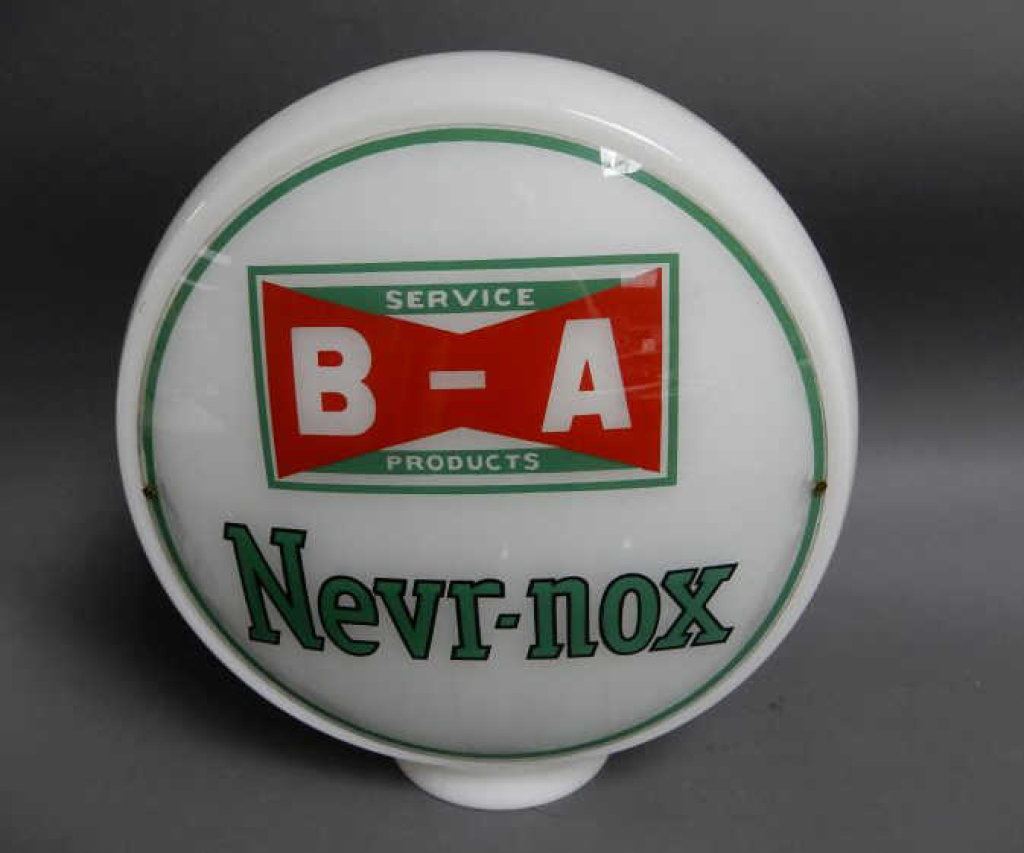 SERVICE
B-A
PRODUCTS
Nevr-nox